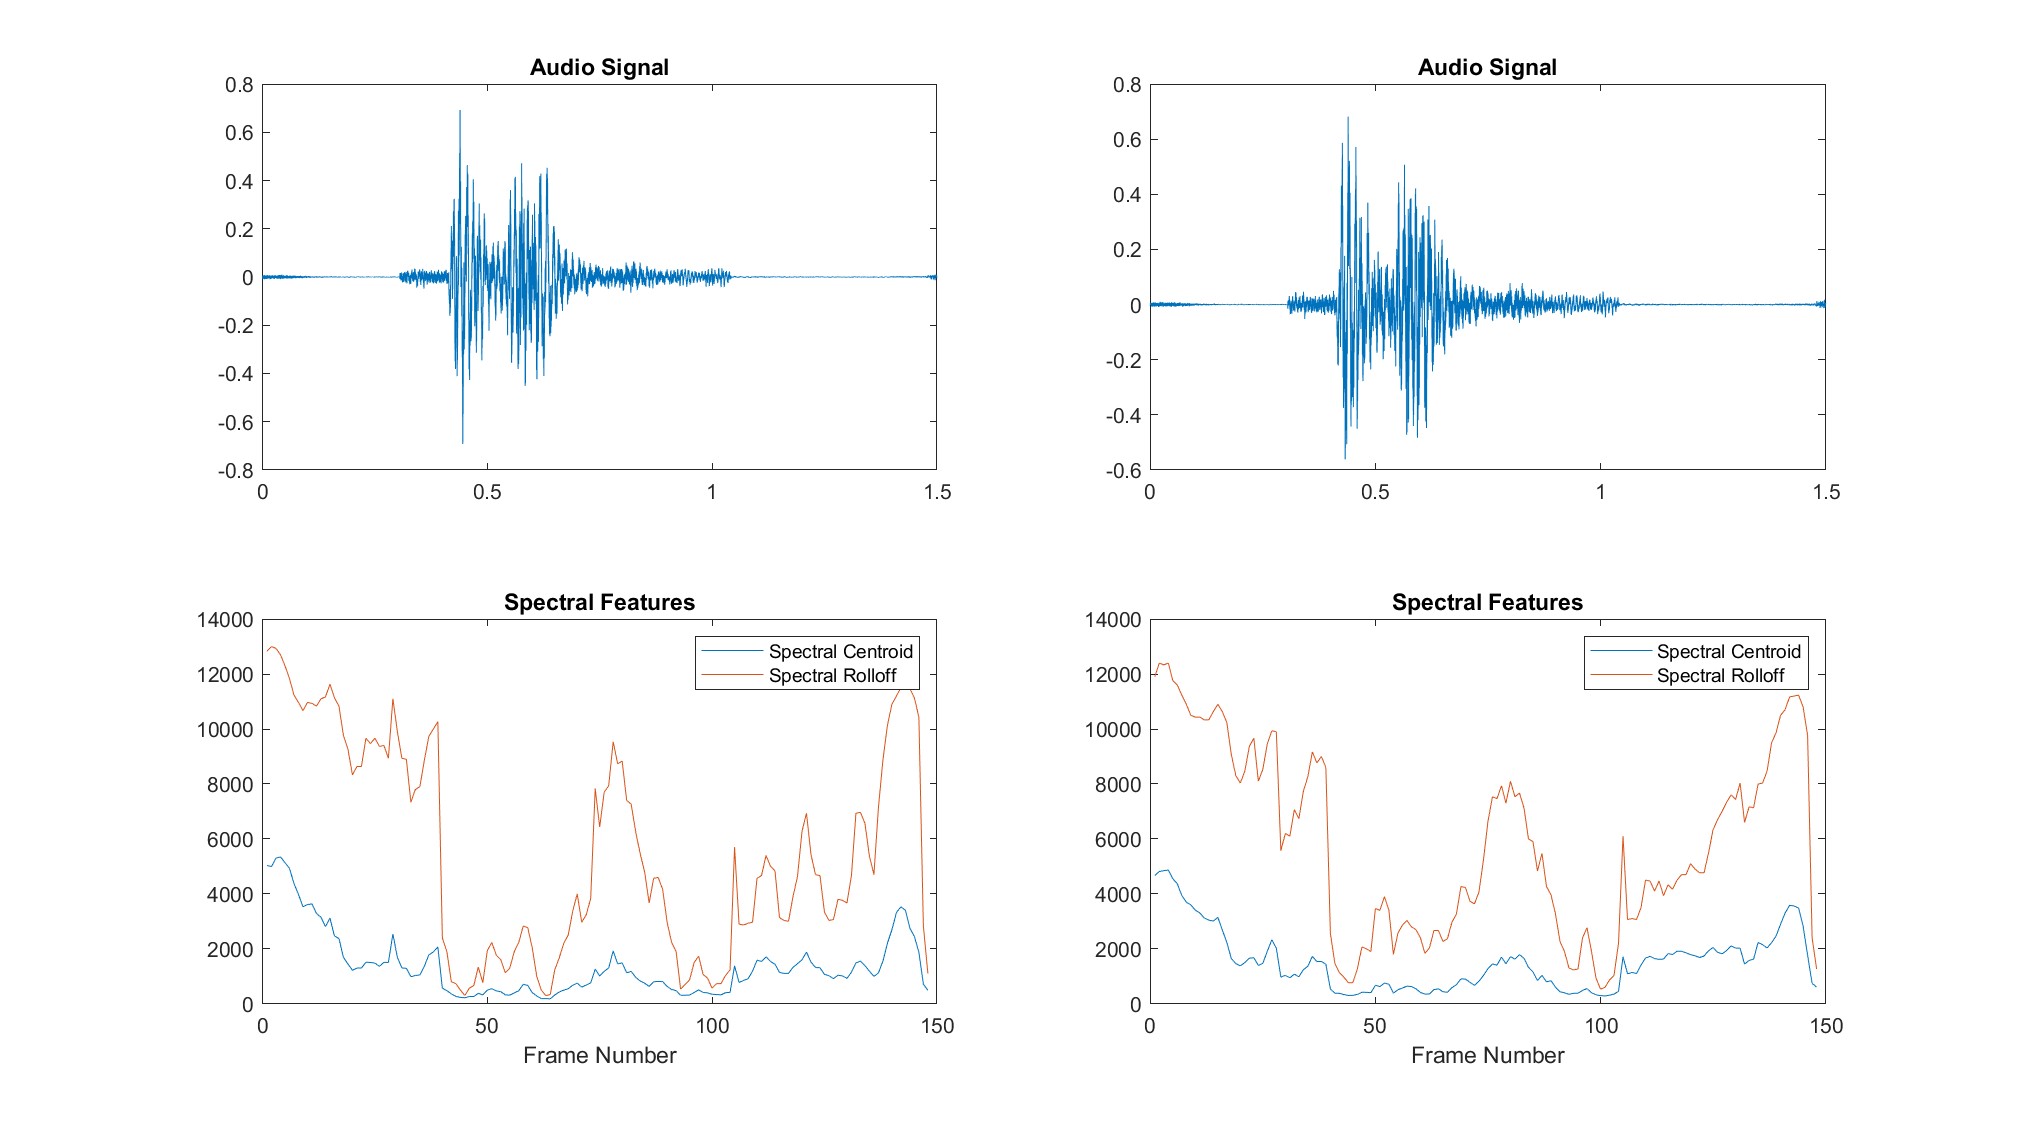 Audio Signal
0.8
0.6
0.4
0.2
0
-0.2
-0.4
-0.6
-0.8
0 0.5 1 1.5
Audio Signal
0.8
0.6
0.4
0.2
0
-0.2
-0.4
-0.6
0 0.5 1 1.5
Spectral Features
14000
12000
10000
8000
6000
4000
2000
0
Spectral Centroid
Spectral Rolloff
0 50 100 150
Frame Number
Spectral Features
14000
12000
10000
8000
6000
4000
2000
0
Spectral Centroid
Spectral Rolloff
0 50 100 150
Frame Number